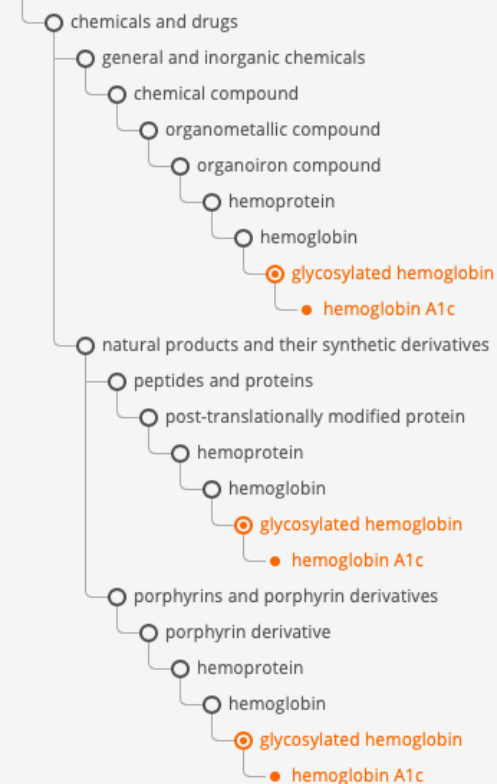 chemicals and drugs
general and inorganic chemicals
chemical compound
organometallic compound
organoiron compound
hemoprotein
hemoglobin
glycosylated hemoglobin
hemoglobin A1c
natural products and their synthetic derivatives
peptides and proteins
post-translationally modified protein
hemoprotein
hemoglobin
glycosylated hemoglobin
hemoglobin A1c
porphyrins and porphyrin derivatives
porphyrin derivative
hemoprotein
hemoglobin
glycosylated hemoglobin
hemoglobin A1c